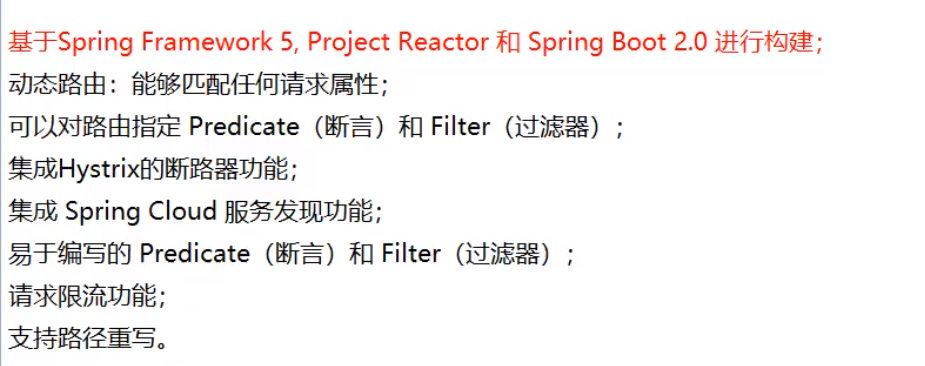 基于Spring Framework 5, Project Reactor 和 Spring Boot 2.0 进行构建；
动态路由：能够匹配任何请求属性；
可以对路由指定 Predicate（断言）和 Filter（过滤器）；
集成Hystrix的断路器功能；
集成 Spring Cloud 服务发现功能；
易于编写的 Predicate（断言）和 Filter（过滤器）；
请求限流功能；
支持路径重写。